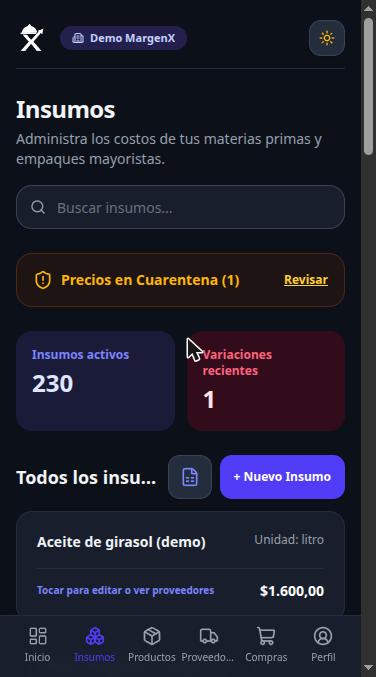 Demo MargenX
Insumos
Administra los costos de tus materias primas y
empaques mayoristas.
Buscar insumos...
Precios en Cuarentena (1)
Revisar
Insumos activos
230
Variaciones
recientes
1
Todos los insu...
+ Nuevo Insumo
Aceite de girasol (demo)
Unidad: litro
Tocar para editar o ver proveedores
$1.600,00
Inicio
Insumos
Productos
Proveedo...
Compras
Perfil